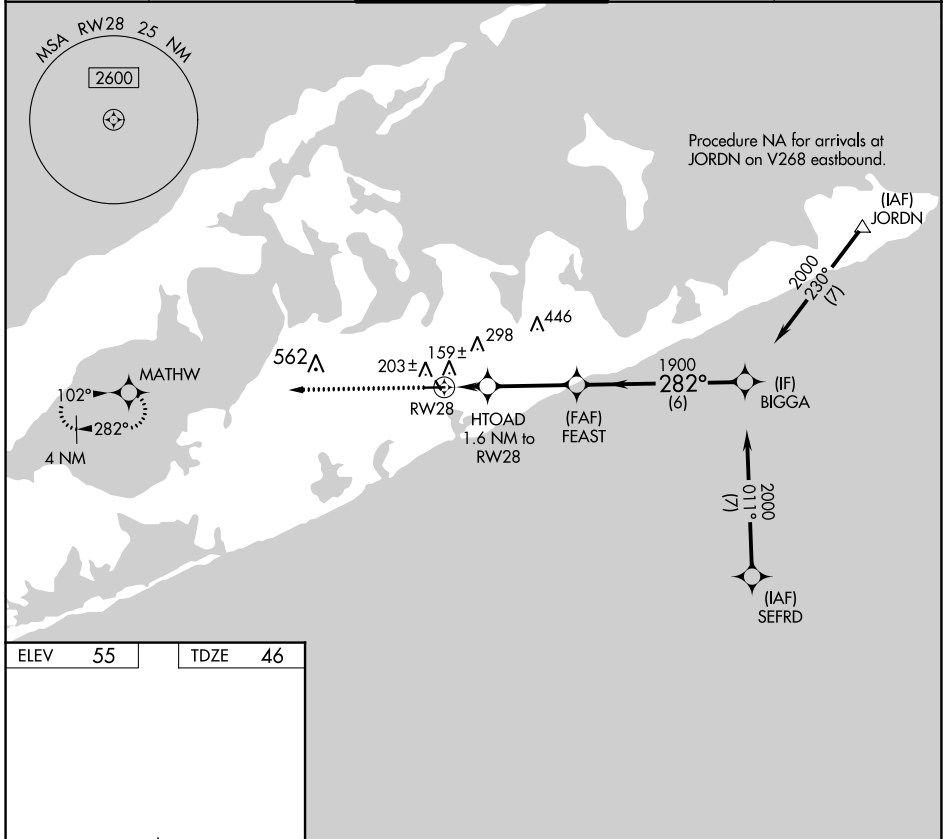 MSA RW28 25 NM
2600
Procedure NA for arrivals at
JORDN on V268 eastbound.
(IAF)
JORDN
2000
230°
(7)
446
298
159±
203±
562
MATHW
102°
282°
4 NM
RW28
HTOAD
1.6 NM to
RW28
(FAF)
FEAST
1900
282°
(6)
(IF)
BIGGA
2000
011°
(7)
(IAF)
SEFRD
ELEV 55
TDZE 46